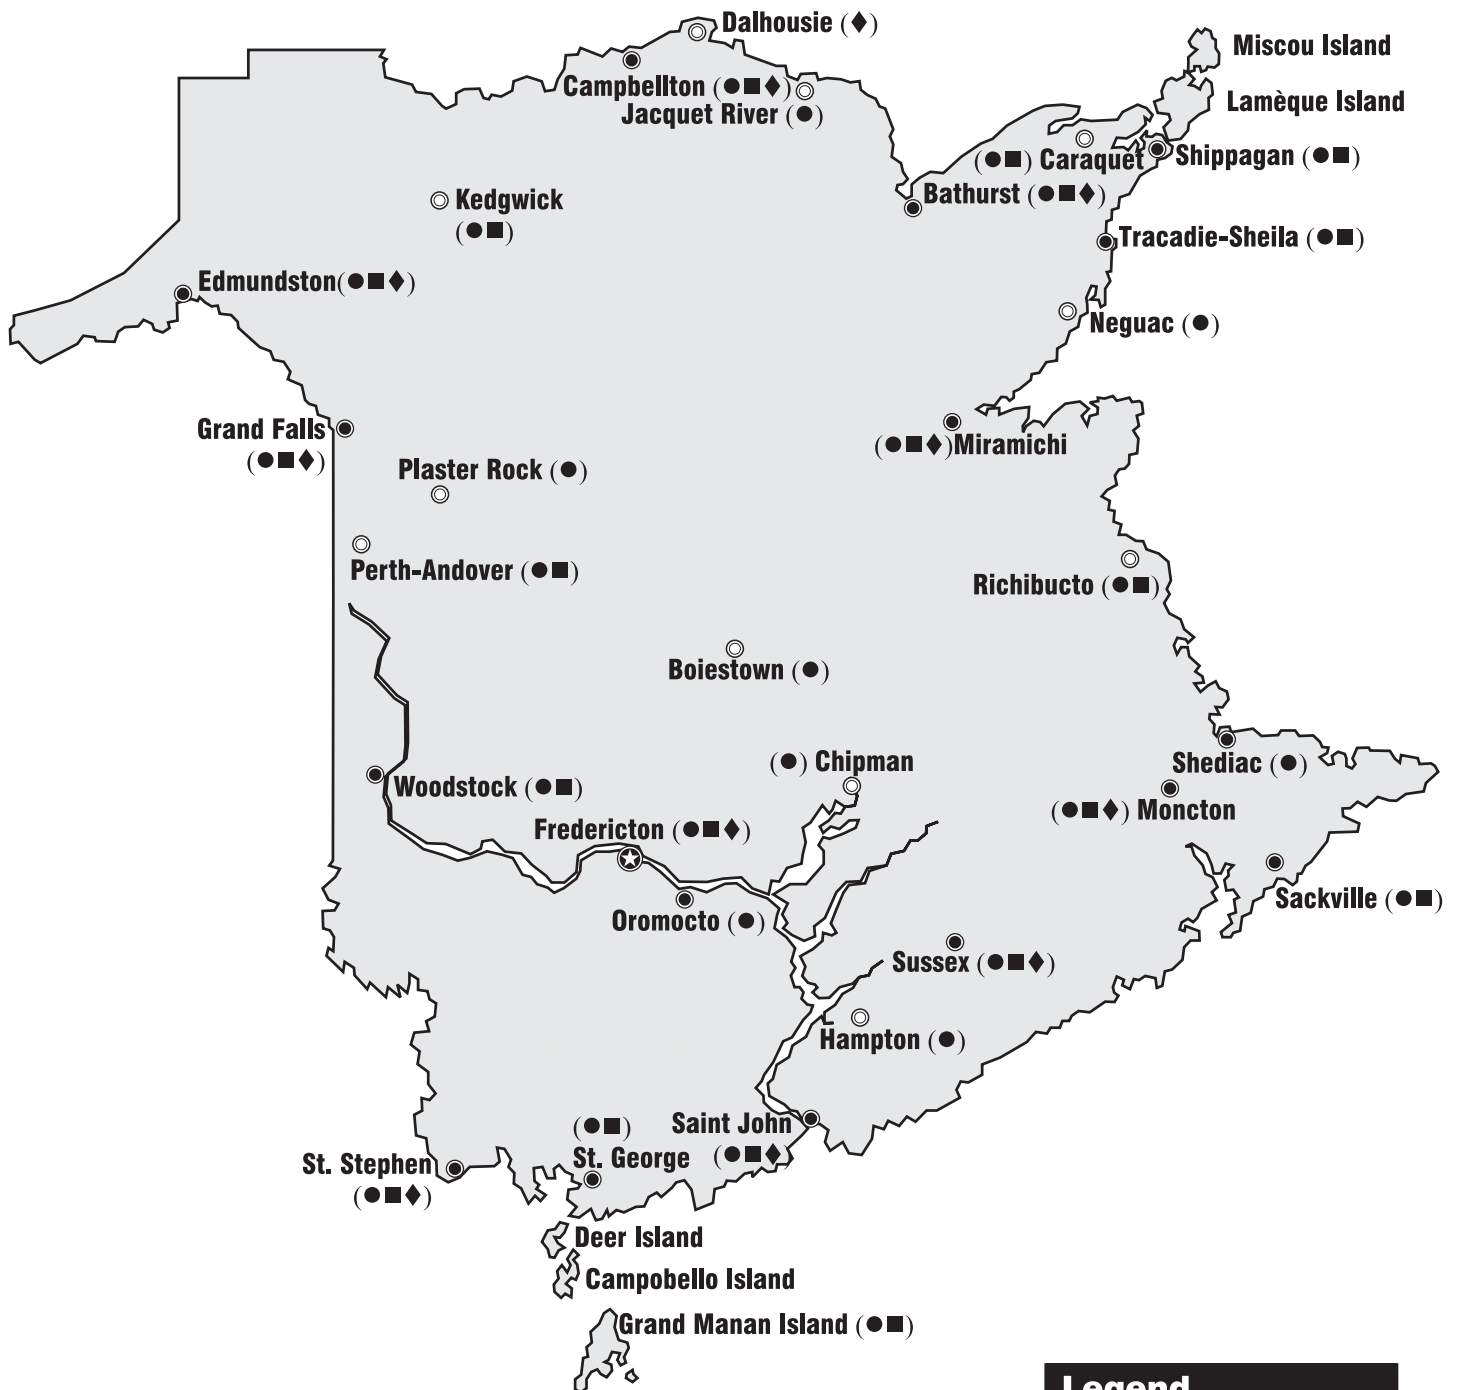 Dalhousie (♦)
Miscou Island
Campbellton (●■♦)
Lamèque Island
Jacquet River (●)
(●■) Caraquet
Shippagan (●■)
Bathurst (●■♦)
Kedgwick
(●■)
Tracadie-Sheila (●■)
Edmundston(●■♦)
Neguac (●)
Grand Falls
(●■♦)
(●■♦)Miramichi
Plaster Rock (●)
Perth-Andover (●■)
Richibucto (●■)
Boiestown (●)
(●) Chipman
Shediac (●)
Woodstock (●■)
(●■♦) Moncton
Fredericton (●■♦)
Sackville (●■)
Oromocto (●)
Sussex (●■♦)
Hampton (●)
Saint John
(●■♦)
(●■)
St. George
St. Stephen
(●■♦)
Deer Island
Campobello Island
Grand Manan Island (●■)
Legend